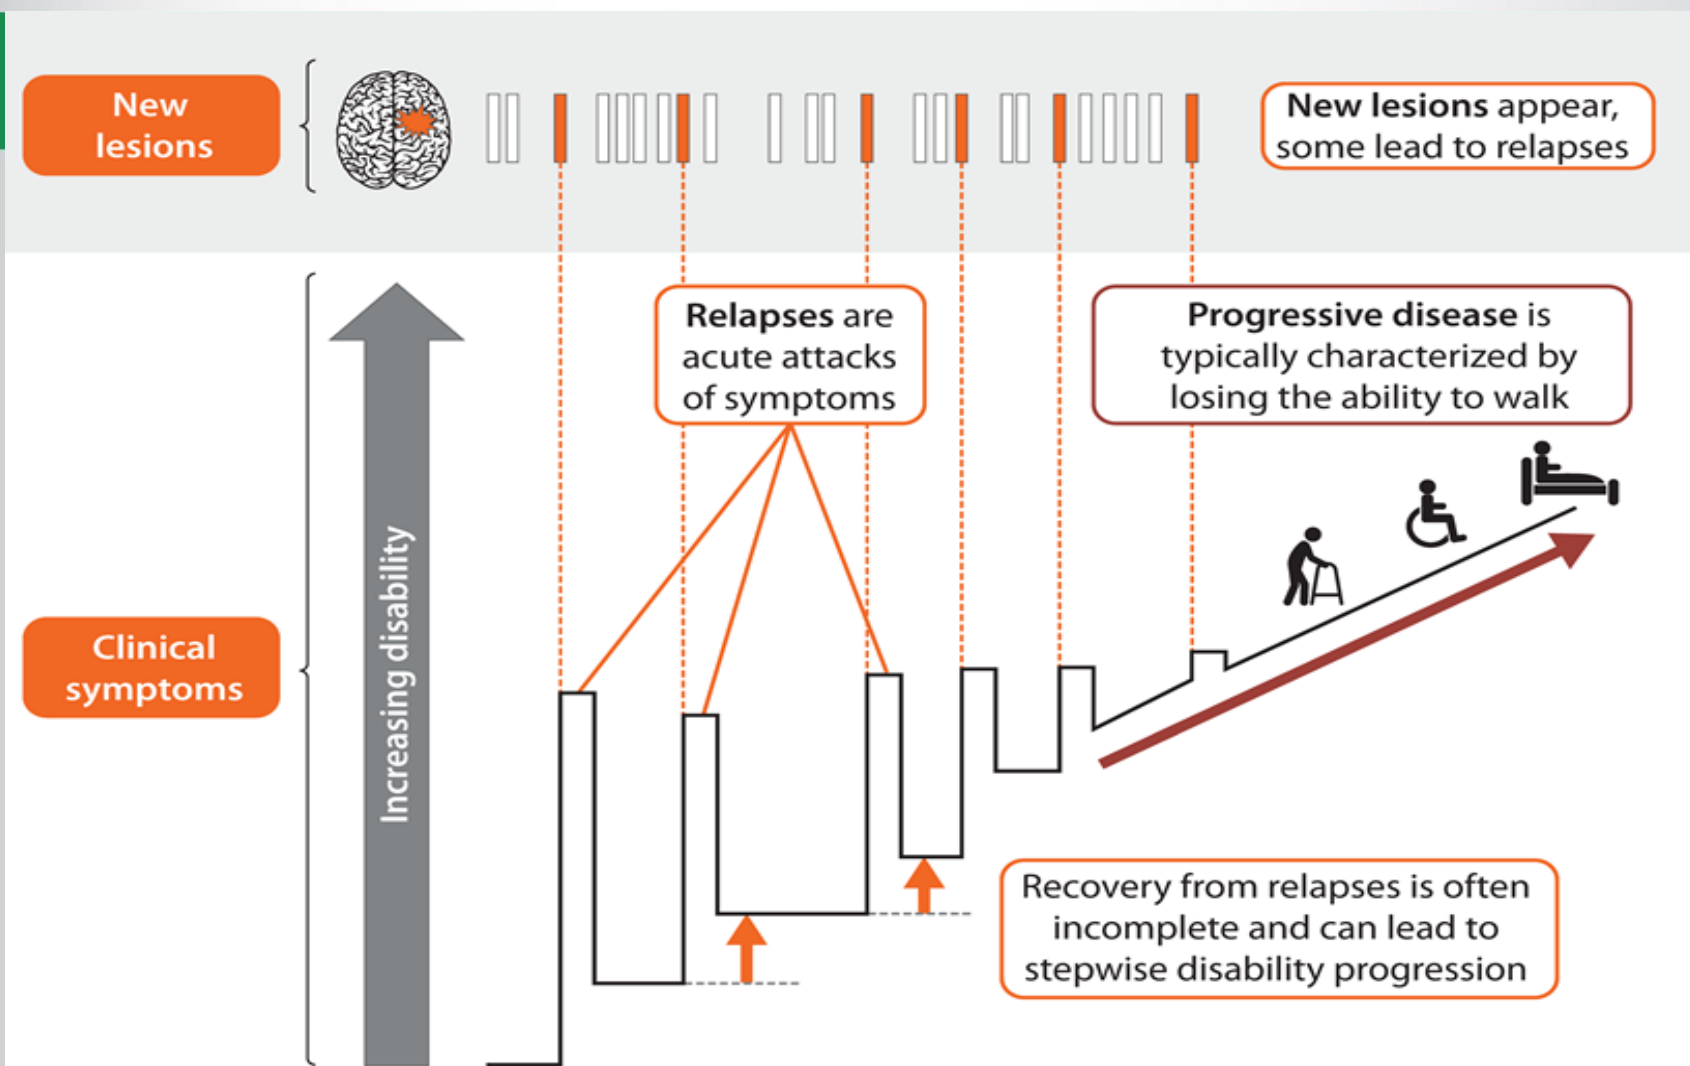 New
lesions
New lesions appear,
some lead to relapses
Relapses are
acute attacks
of symptoms
Progressive disease is
typically characterized by
losing the ability to walk
Increasing disability
Clinical
symptoms
Recovery from relapses is often
incomplete and can lead to
stepwise disability progression